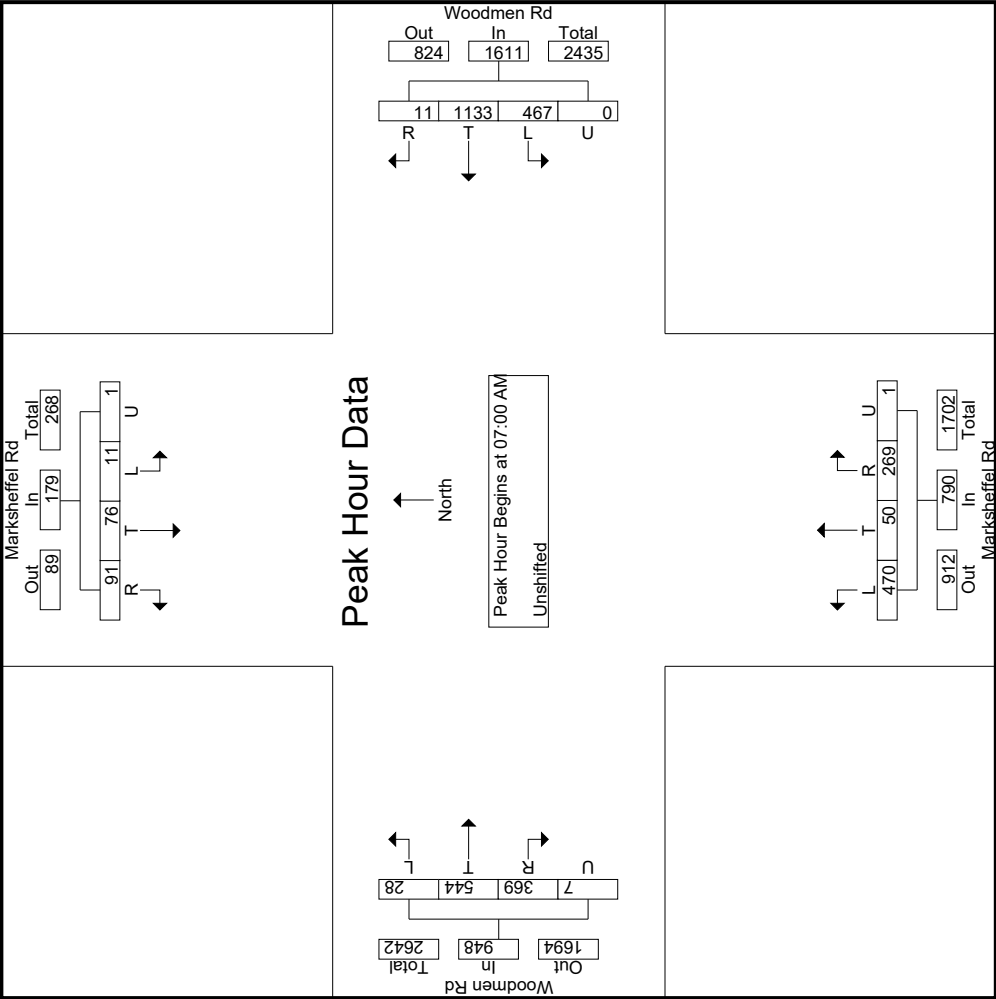 Woodmen Rd
Out In Total
824 1611 2435
11 1133 467 0
R T L U
Marksheffel Rd
Out In Total
89 179 268
91 76 11 1
R T L U
Peak Hour Data
North
Peak Hour Begins at 07:00 AM
Unshifted
U R T L
1 269 50 470
1702 790 912
Total In Out
Marksheffel Rd
U R T L
7 369 544 28
Out In Total
1694 948 2642
Woodmen Rd